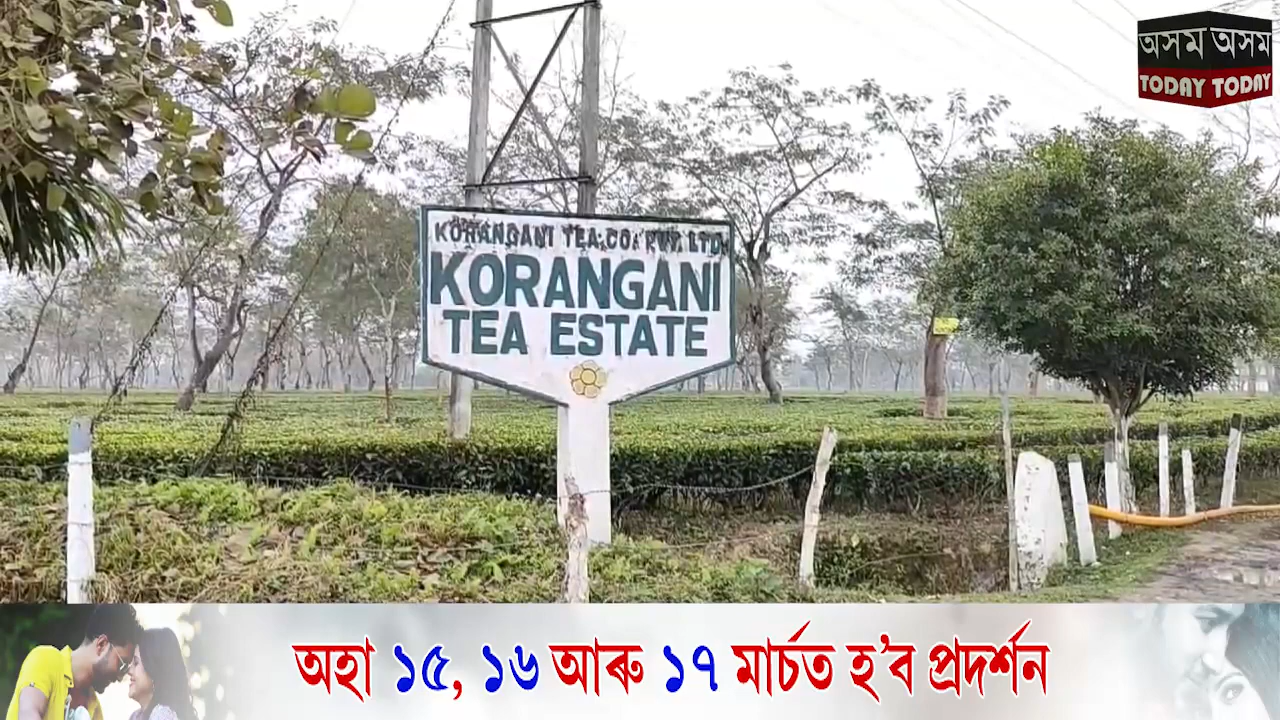 অসম অসম
TODAY TODAY
KORANGANI TEA CO. PVT. LTD.
KORANGANI
TEA ESTATE
অহা ১৫, ১৬ আৰু ১৭ মাৰ্চত হ'ব প্ৰদৰ্শন